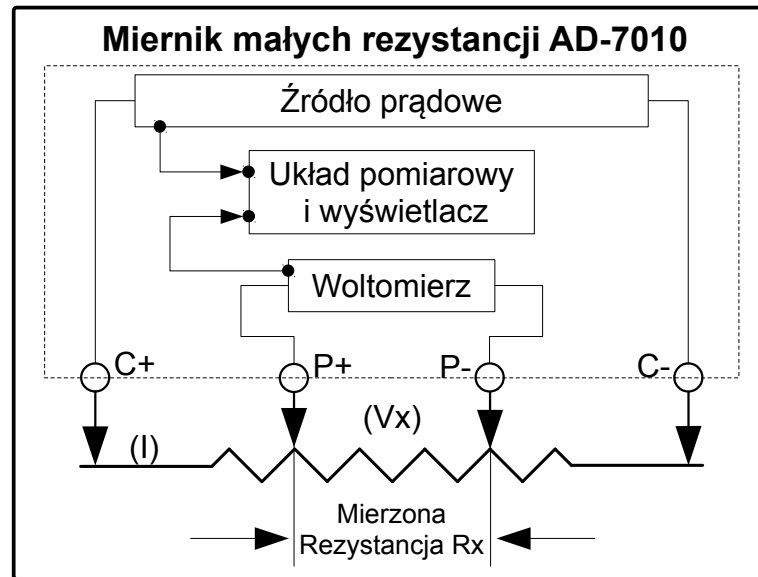 Miernik małych rezystancji AD-7010
Źródło prądowe
Układ pomiarowy
i wyświetlacz
Woltomierz
C+
P+
P-
C-
(I)
(Vx)
Mierzona
Rezystancja Rx